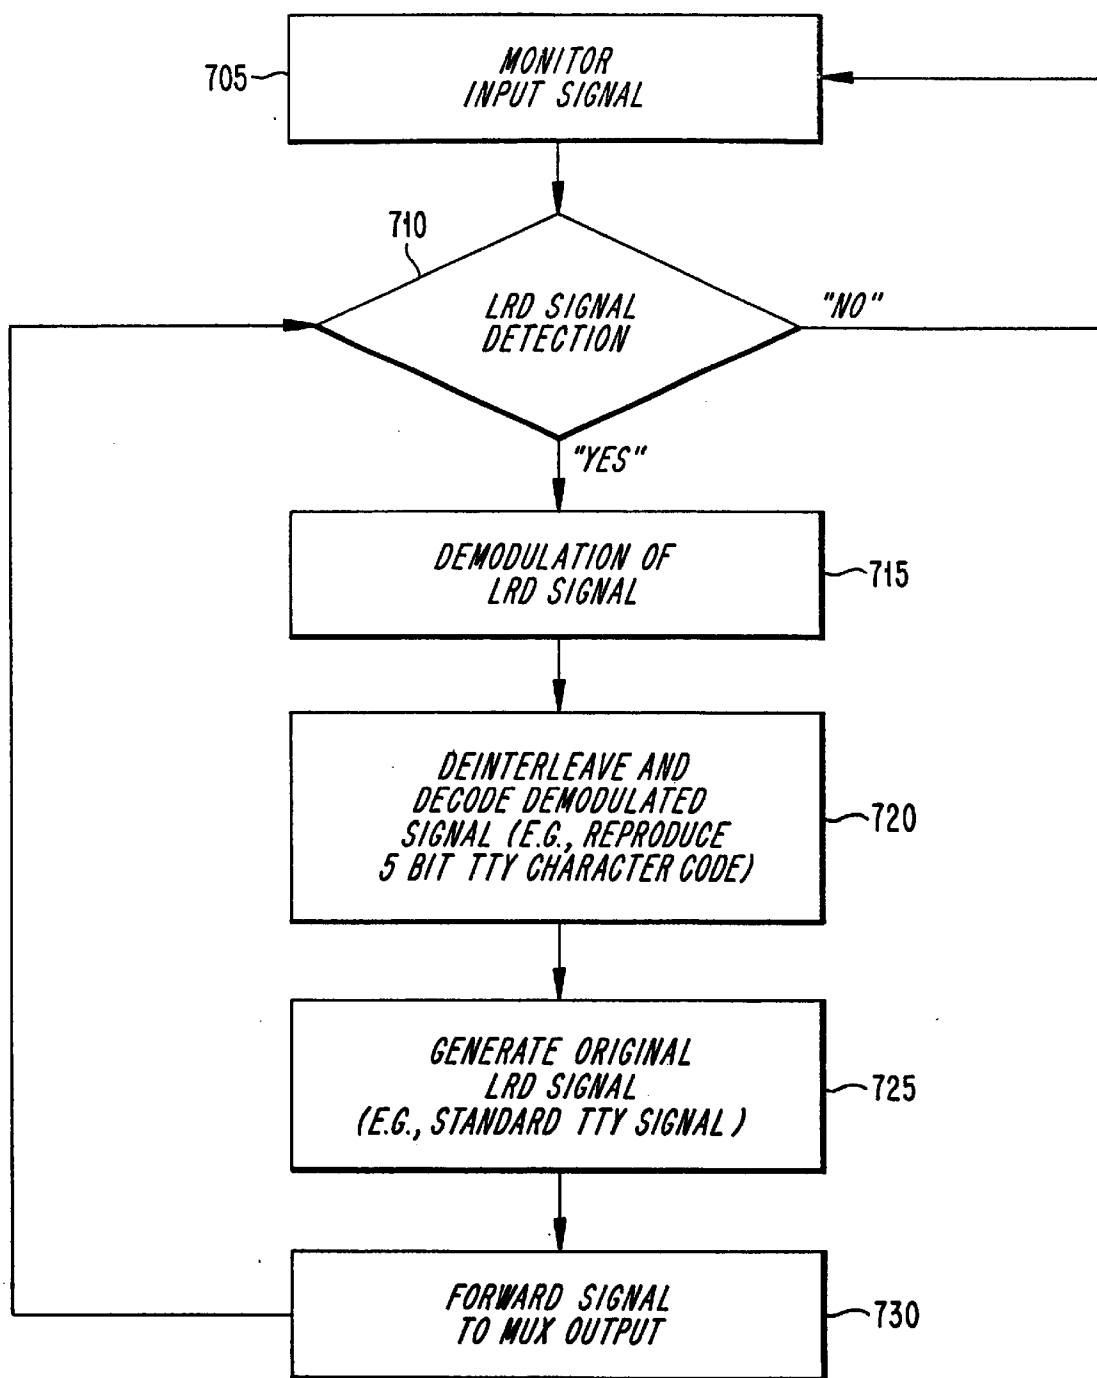 705
MONITOR
INPUT SIGNAL
710
LRD SIGNAL
DETECTION
"NO"
"YES"
DEMODULATION OF
LRD SIGNAL
715
DEINTERLEAVE AND
DECODE DEMODULATED
SIGNAL (E.G., REPRODUCE
5 BIT TTY CHARACTER CODE)
720
GENERATE ORIGINAL
LRD SIGNAL
(E.G., STANDARD TTY SIGNAL)
725
FORWARD SIGNAL
TO MUX OUTPUT
730